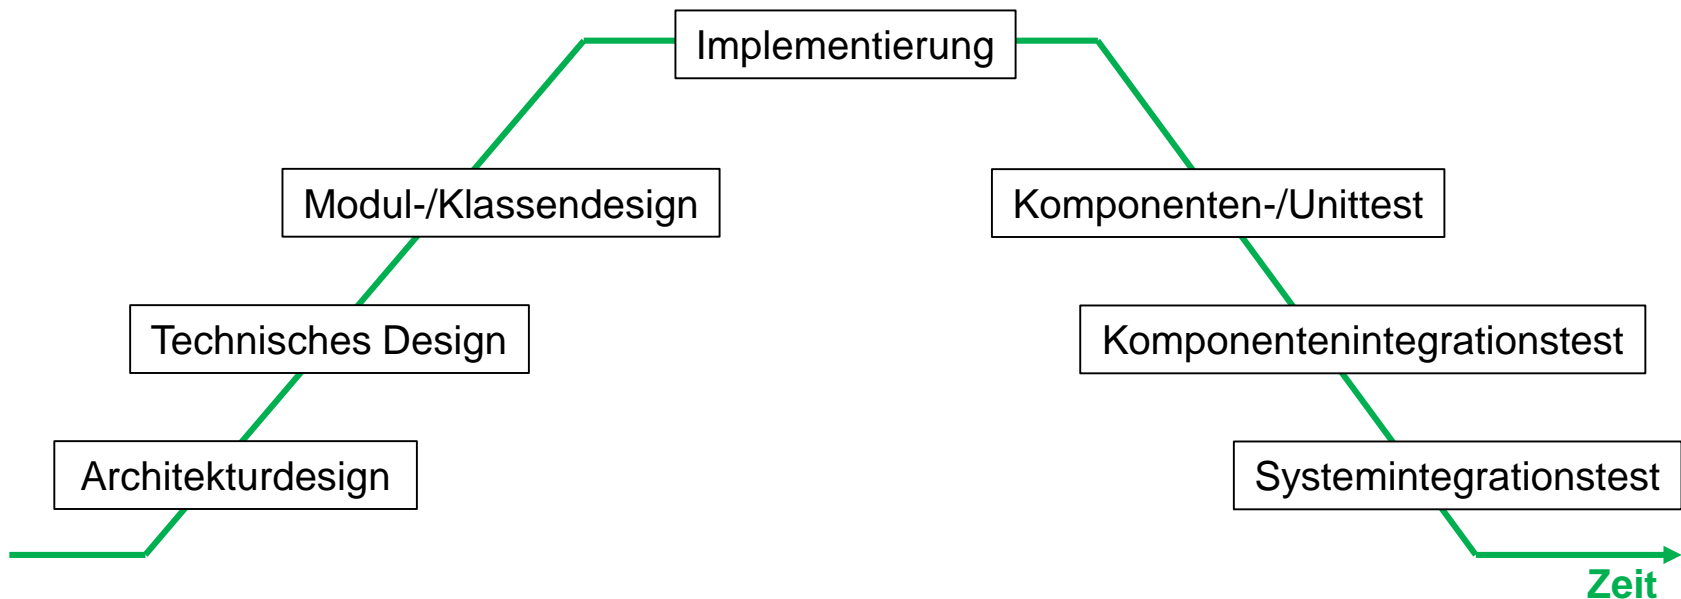 Implementierung
Modul-/Klassendesign
Komponenten-/Unittest
Technisches Design
Komponentenintegrationstest
Architekturdesign
Systemintegrationstest
Zeit